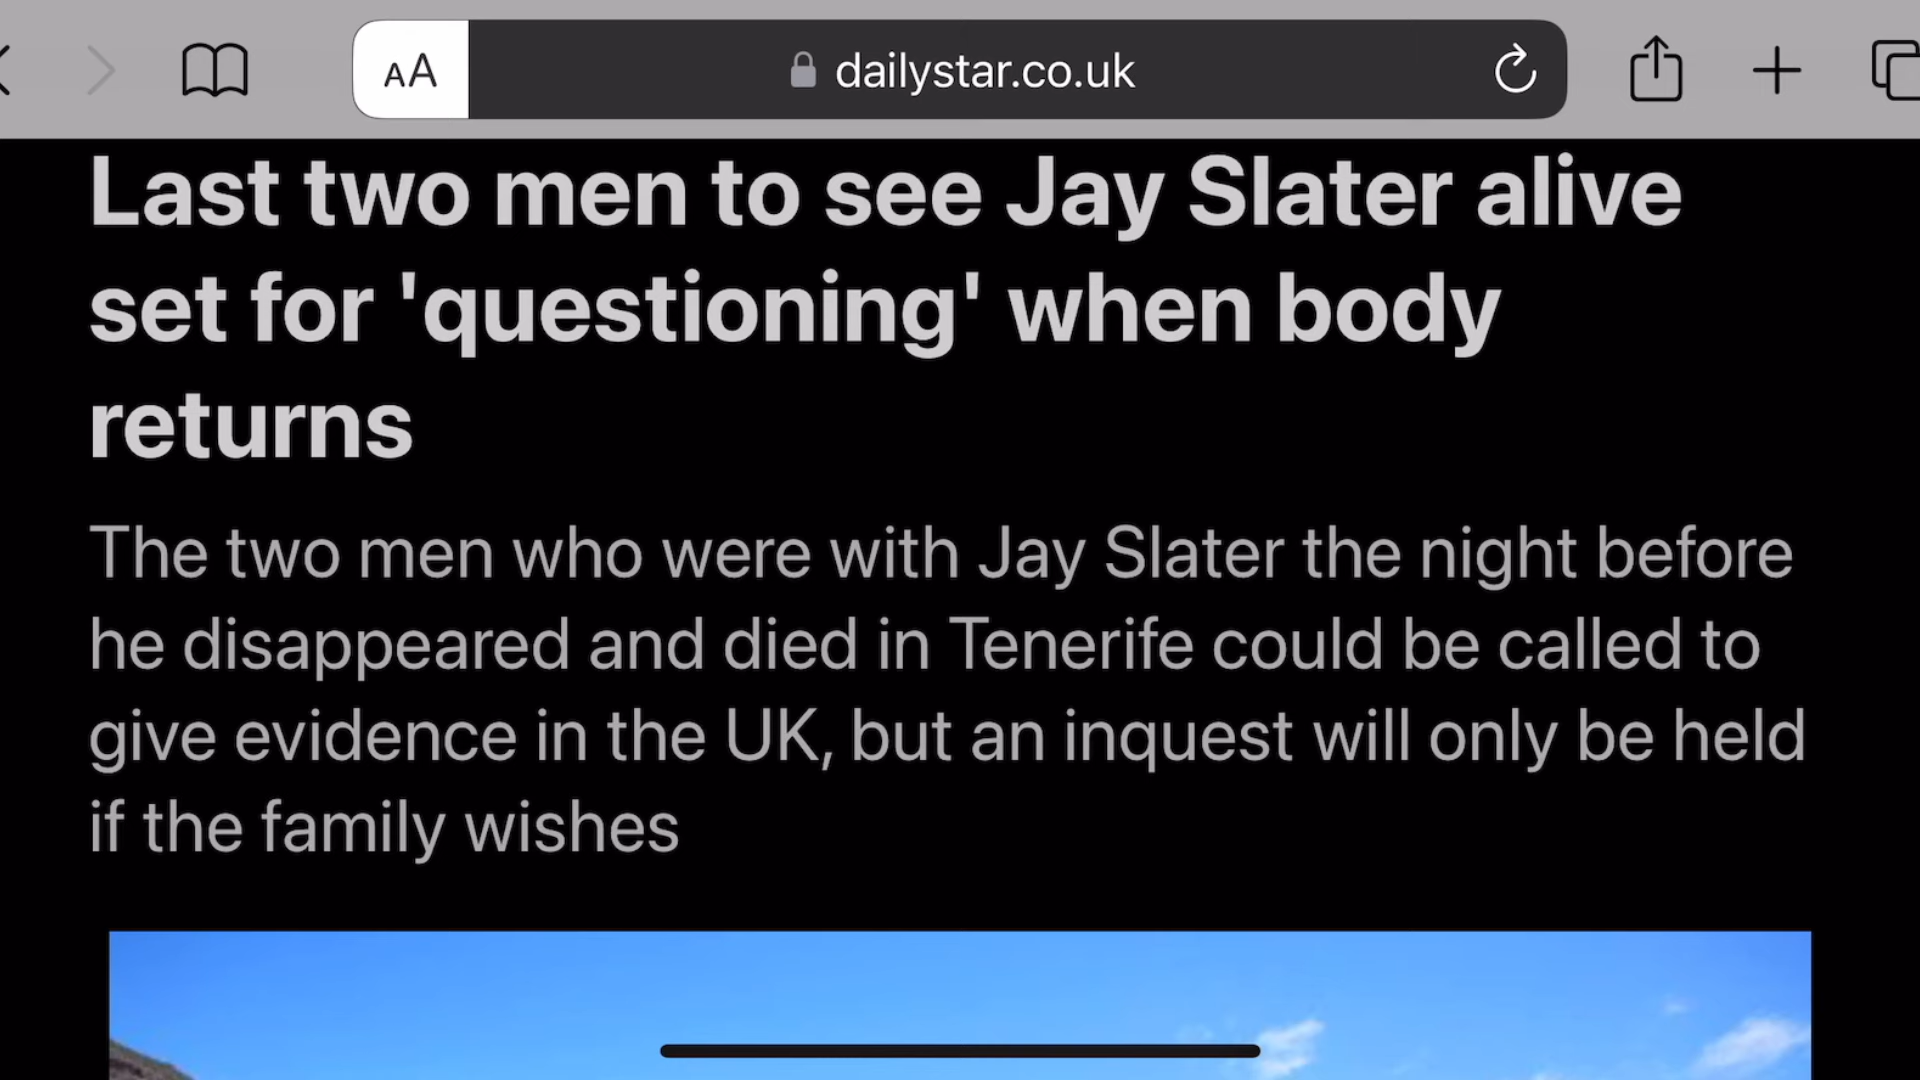 AA dailystar.co.uk
Last two men to see Jay Slater alive
set for 'questioning' when body
returns
The two men who were with Jay Slater the night before
he disappeared and died in Tenerife could be called to
give evidence in the UK, but an inquest will only be held
if the family wishes